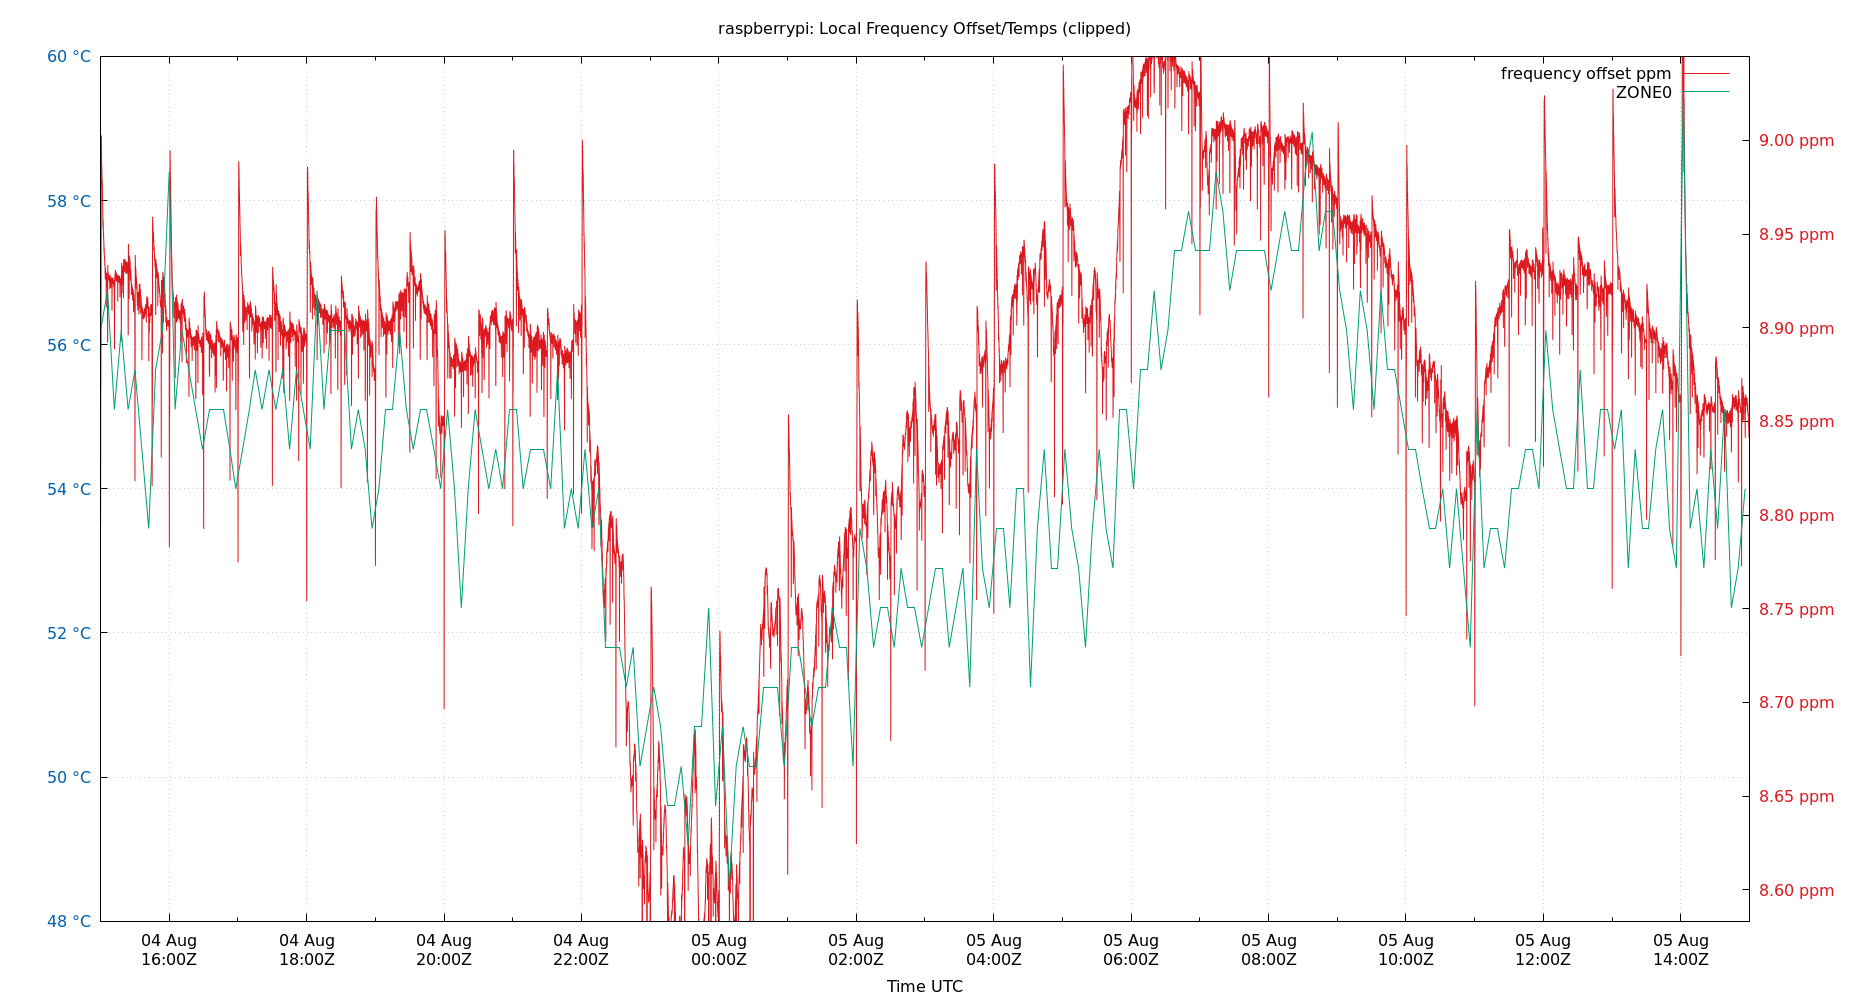 raspberrypi: Local Frequency Offset/Temps (clipped)
60 °C
58 °C
56 °C
54 °C
52 °C
50 °C
48 °C
frequency offset ppm
ZONE0
9.00 ppm
8.95 ppm
8.90 ppm
8.85 ppm
8.80 ppm
8.75 ppm
8.70 ppm
8.65 ppm
8.60 ppm
04 Aug
16:00Z
04 Aug
18:00Z
04 Aug
20:00Z
04 Aug
22:00Z
05 Aug
00:00Z
05 Aug
02:00Z
05 Aug
04:00Z
05 Aug
06:00Z
05 Aug
08:00Z
05 Aug
10:00Z
05 Aug
12:00Z
05 Aug
14:00Z
Time UTC